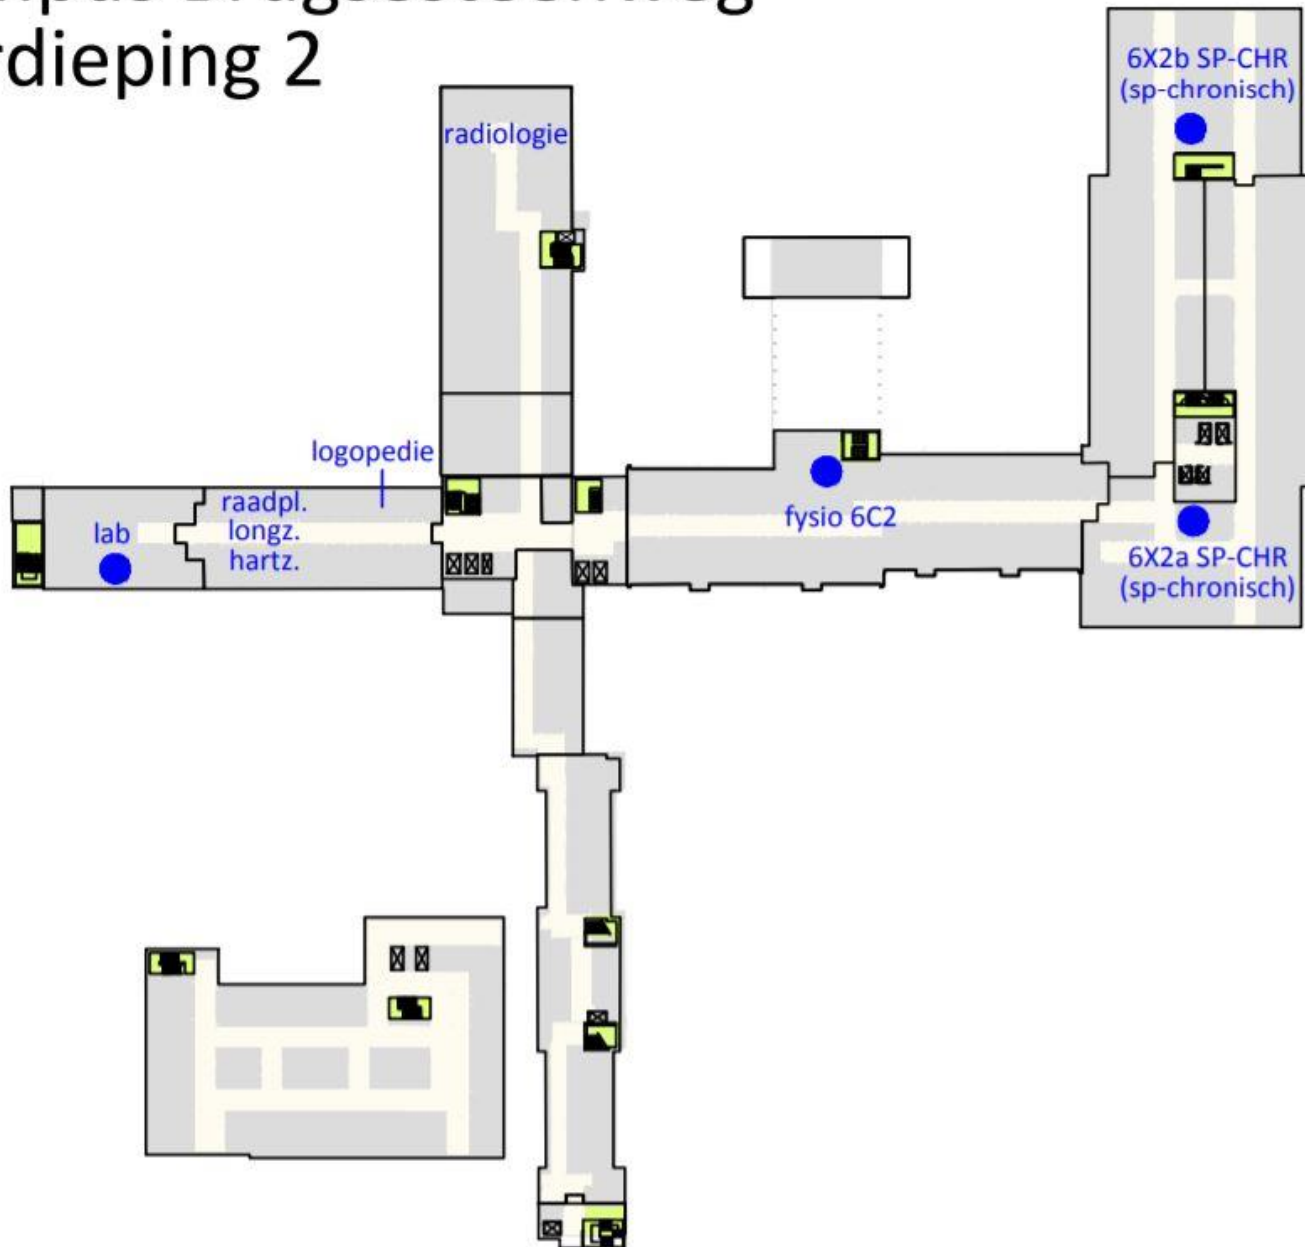 rdieping 2
6X2b SP-CHR
(sp-chronisch)
radiologie
logopedie
raadpl.
longz.
hartz.
lab
fysio 6C2
6X2a SP-CHR
(sp-chronisch)